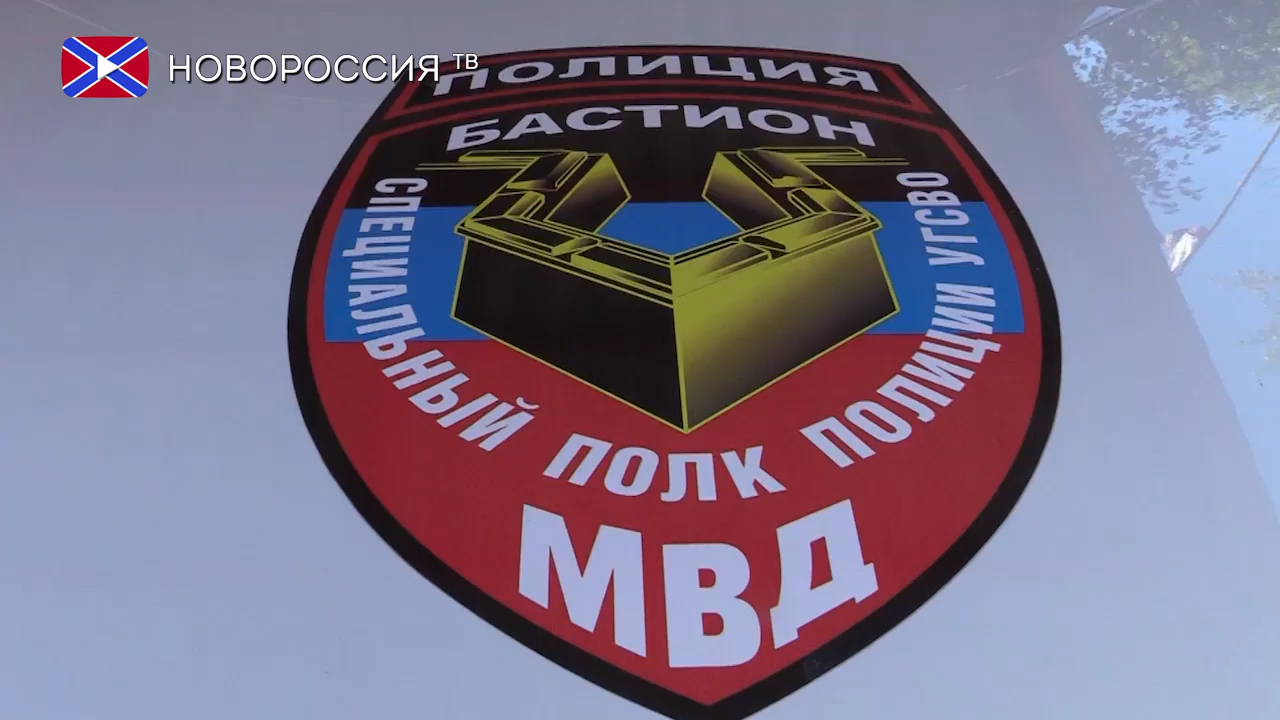 НОВОРОССИЯ ТВ
ПОЛИЦИЯ
БАСТИОН
СПЕЦИАЛЬНЫЙ ПОЛК ПОЛИЦИИ УГСВО
МВД